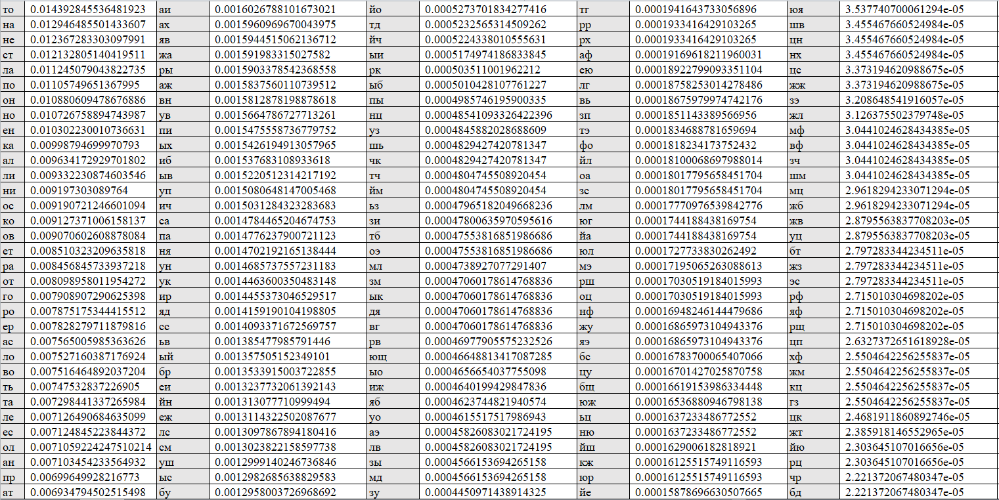 то 0.014392845536481923 аи 0.0016026788101673021 йо 0.0005273701834277416 тг 0.0001941643733056896 юя 3.537740700061294e-05
на 0.012946485501433607 ах 0.0015960969670043975 тд 0.0005232565314509262 рр 0.0001933416429103265 шв 3.455467660524984e-05
не 0.012367283303097991 яв 0.0015944515062136712 йч 0.0005224338010555631 рх 0.0001933416429103265 цн 3.455467660524984e-05
ст 0.012132805140419511 жа 0.001591983315027582 ыи 0.0005174974186833845 аф 0.00019169618211960031 нх 3.455467660524984e-05
ла 0.011245079043822735 ры 0.0015903378542368558 рк 0.000503511001962212 ею 0.00018922799093351104 цс 3.373194620988675e-05
по 0.01105749651367995 аж 0.0015837560110739512 ыб 0.0005010428107761227 лг 0.00018758253014278486 жж 3.373194620988675e-05
он 0.010880609478676886 вн 0.0015812878198878618 пы 0.0004985746195900335 вь 0.00018675979974742176 зэ 3.208648541916057e-05
но 0.010726758894743987 ув 0.0015664786727713261 нц 0.00048541093326422396 зп 0.0001851143389566956 жл 3.126375502379748e-05
ен 0.010302230010736631 пи 0.0015475558736779752 уз 0.0004845882028688609 тэ 0.0001834688781659694 мф 3.0441024628434385e-05
ка 0.00998794699970793 ых 0.0015426194913057965 шь 0.0004829427420781347 фо 0.0001818234173752432 вф 3.0441024628434385e-05
ал 0.009634172929701802 иб 0.001537683108933618 чк 0.0004829427420781347 йл 0.00018100068697988014 зч 3.0441024628434385e-05
ли 0.009332230874603546 ыв 0.0015220512314217192 тч 0.0004804745508920454 оа 0.00018017795658451704 шм 3.0441024628434385e-05
ни 0.009197303089764 уп 0.0015080648147005468 йм 0.0004804745508920454 зс 0.00018017795658451704 мц 2.9618294233071294e-05
ос 0.009190721246601094 ич 0.0015031284323283683 ьз 0.00047965182049668236 лм 0.00017770976539842776 жб 2.9618294233071294e-05
ко 0.009127371006158137 са 0.0014784465204674753 зи 0.00047800635970595616 юг 0.0001744188438169754 жв 2.8795563837708203e-05
ов 0.009070602608878084 па 0.0014776237900721123 тб 0.00047553816851986686 йа 0.0001744188438169754 уц 2.8795563837708203e-05
ет 0.008510323209635818 ня 0.0014702192165138444 оэ 0.00047553816851986686 юл 0.0001727733830262492 бт 2.797283344234511e-05
ра 0.008456845733937218 ун 0.0014685737557231183 мл 0.0004738927077291407 мэ 0.00017195065263088613 жз 2.797283344234511e-05
от 0.008098958011954272 ук 0.0014463600350483148 зм 0.00047060178614768836 рш 0.00017030519184015993 эс 2.797283344234511e-05
го 0.007908907290625398 ир 0.0014455373046529517 ык 0.00047060178614768836 оц 0.00017030519184015993 рф 2.715010304698202e-05
ро 0.007875175344415512 яд 0.0014159190104198805 дя 0.00047060178614768836 нф 0.00016948246144479686 яф 2.715010304698202e-05
ер 0.007828279711879816 сс 0.0014093371672569757 вг 0.00047060178614768836 жу 0.00016865973104943376 рщ 2.715010304698202e-05
ас 0.007565005985363626 ьв 0.001385477985791446 рв 0.00046977905575232526 яэ 0.00016865973104943376 цп 2.6327372651618928e-05
ло 0.007527160387176924 ый 0.001357505152349101 ющ 0.00046648813417087285 бс 0.00016783700065407066 хф 2.5504642256255837e-05
во 0.007516464892037204 бр 0.0013533915003722855 ыо 0.0004656654037755098 цу 0.00016701427025870758 жм 2.5504642256255837e-05
ть 0.00747532837226905 еи 0.0013237732061392143 иж 0.0004640199429847836 бщ 0.00016619153986334448 кц 2.5504642256255837e-05
та 0.007298441337265984 йн 0.001313077710999494 яб 0.0004623744821940574 юж 0.00016536880946798138 гз 2.5504642256255837e-05
ле 0.007126490684635099 еж 0.0013114322502087677 уо 0.0004615517517986943 ьц 0.0001637233486772552 цк 2.4681911860892746e-05
ес 0.007124845223844372 лс 0.0013097867894180416 аэ 0.00045826083021724195 ню 0.0001637233486772552 жт 2.385918146552965e-05
ол 0.0071059224247510214 см 0.0013023822158597738 лв 0.00045826083021724195 йш 0.0001629006182818921 йю 2.303645107016656e-05
ан 0.007103454233564932 уш 0.0012999140246736846 зы 0.0004566153694265158 кж 0.00016125515749116593 рц 2.303645107016656e-05
пр 0.00699649928216773 ыс 0.0012982685638829583 мд 0.0004566153694265158 юр 0.00016125515749116593 чр 2.221372067480347e-05
ат 0.006934794502515498 бу 0.0012958003726968692 зу 0.0004450971438914325 йе 0.00015878696630507665 бд 2.221372067480347e-05